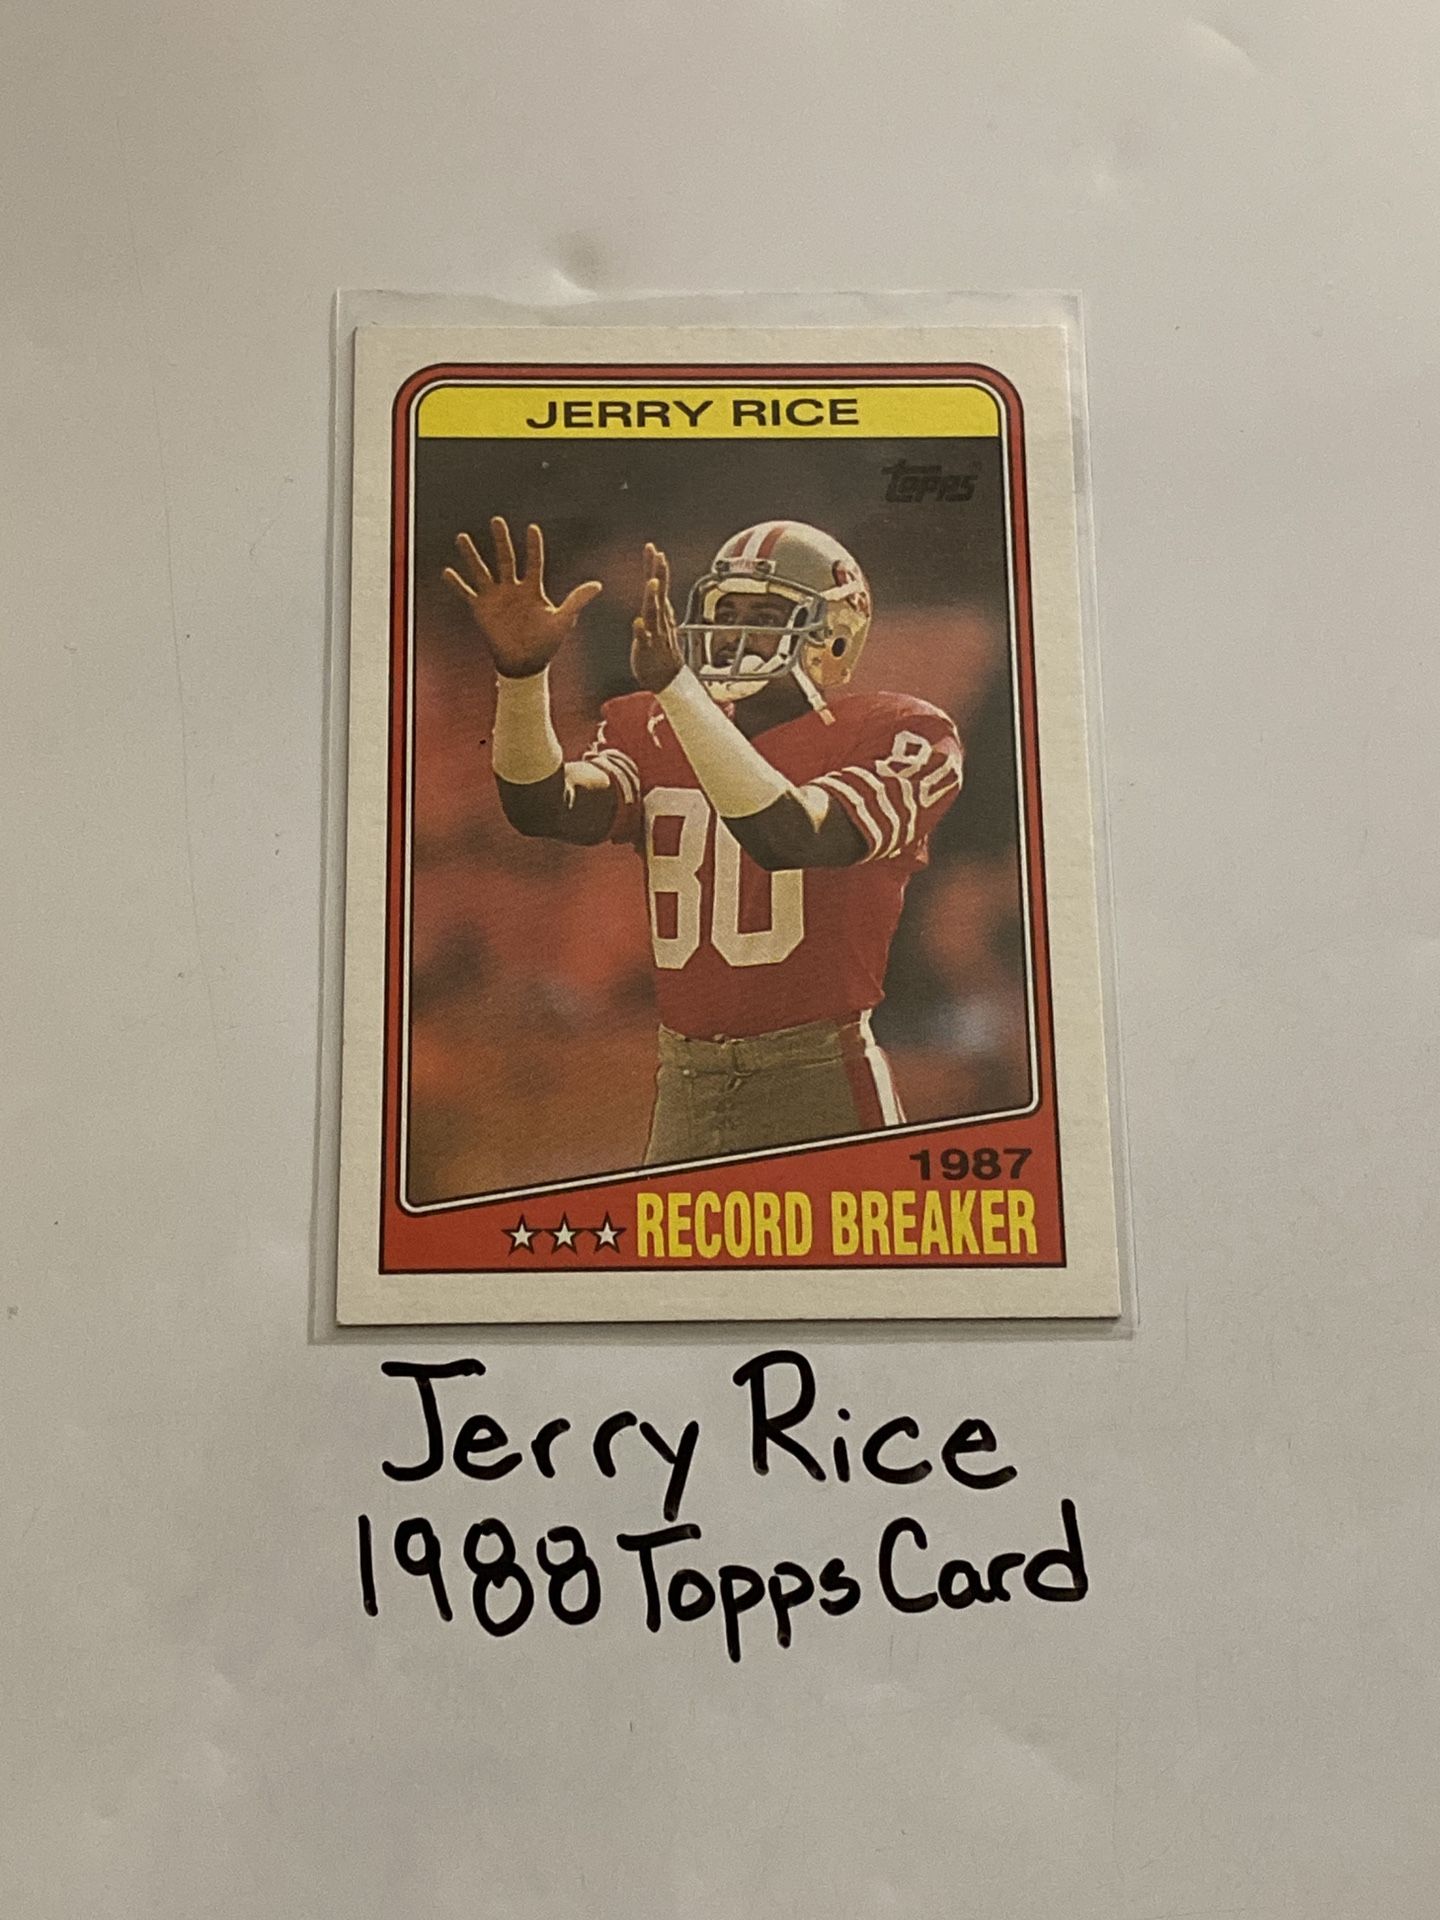 JERRY RICE
Topps
80
80
1987
RECORD BREAKER
Jerry Rice
1988 Topps Card